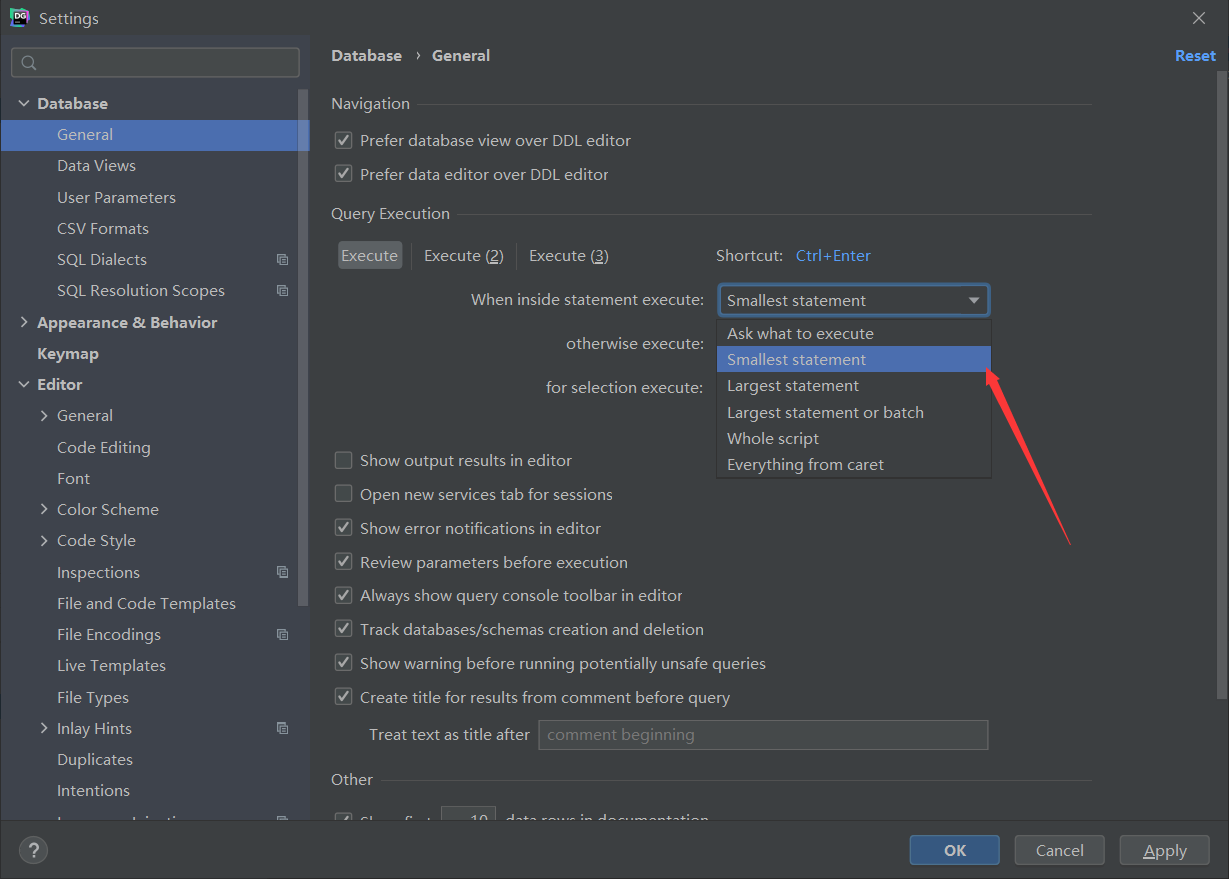 DG
Settings
Database › General
Reset
Database
General
Data Views
User Parameters
CSV Formats
SQL Dialects
SQL Resolution Scopes
Appearance & Behavior
Keymap
Editor
General
Code Editing
Font
Color Scheme
Code Style
Inspections
File and Code Templates
File Encodings
Live Templates
File Types
Inlay Hints
Duplicates
Intentions
Navigation
Prefer database view over DDL editor
Prefer data editor over DDL editor
Query Execution
Execute Execute (2) Execute (3) Shortcut: Ctrl+Enter
When inside statement execute: Smallest statement
Ask what to execute
Smallest statement
otherwise execute:
Largest statement
for selection execute:
Largest statement or batch
Whole script
Everything from caret
Show output results in editor
Open new services tab for sessions
Show error notifications in editor
Review parameters before execution
Always show query console toolbar in editor
Track databases/schemas creation and deletion
Show warning before running potentially unsafe queries
Create title for results from comment before query
Treat text as title after comment beginning
Other
10 data rows in documentation
? OK Cancel Apply